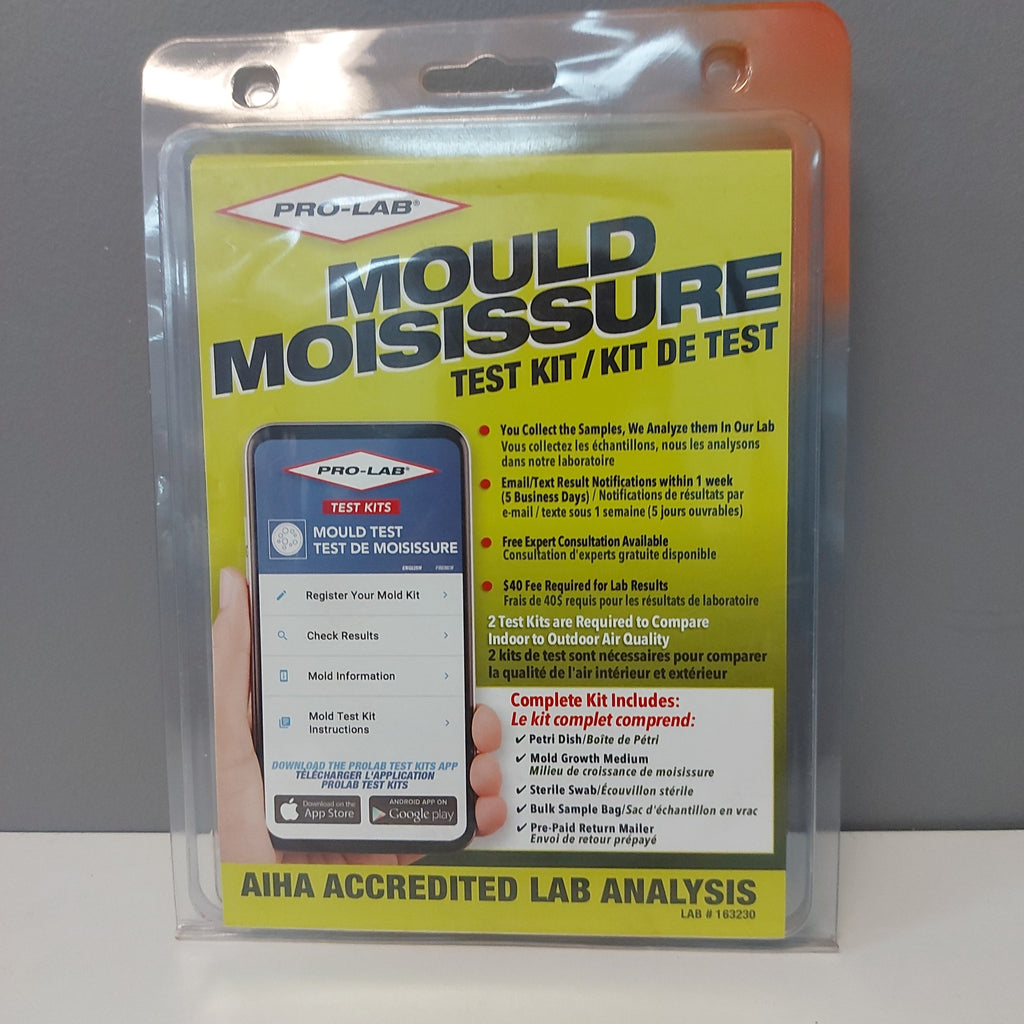 PRO-LAB®
MOULD
MOISISSURE
TEST KIT / KIT DE TEST
PRO-LAB®
TEST KITS
MOULD TEST
TEST DE MOISISSURE
ENGLISH FRENCH
Register Your Mold Kit
Check Results
Mold Information
Mold Test Kit
Instructions
DOWNLOAD THE PROLAB TEST KITS APP
TÉLÉCHARGER L'APPLICATION
PROLAB TEST KITS
Download on the
App Store
ANDROID APP ON
Google play
You Collect the Samples, We Analyze them In Our Lab
Vous collectez les échantillons, nous les analysons
dans notre laboratoire
Email/Text Result Notifications within 1 week
(5 Business Days) / Notifications de résultats par
e-mail / texte sous 1 semaine (5 jours ouvrables)
Free Expert Consultation Available
Consultation d'experts gratuite disponible
$40 Fee Required for Lab Results
Frais de 40$ requis pour les résultats de laboratoire
2 Test Kits are Required to Compare
Indoor to Outdoor Air Quality
2 kits de test sont nécessaires pour comparer
la qualité de l'air intérieur et extérieur
Complete Kit Includes:
Le kit complet comprend:
✓ Petri Dish/Boîte de Pétri
✓ Mold Growth Medium
Milieu de croissance de moisissure
✓ Sterile Swab/Écouvillon stérile
✓ Bulk Sample Bag/Sac d'échantillon en vrac
✓ Pre-Paid Return Mailer
Envoi de retour prépayé
AIHA ACCREDITED LAB ANALYSIS
LAB # 163230